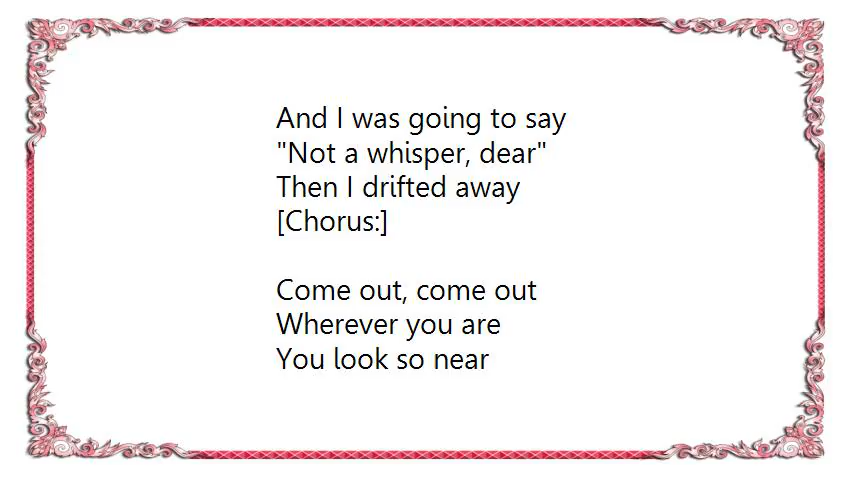 And I was going to say
"Not a whisper, dear"
Then I drifted away
[Chorus:]
Come out, come out
Wherever you are
You look so near